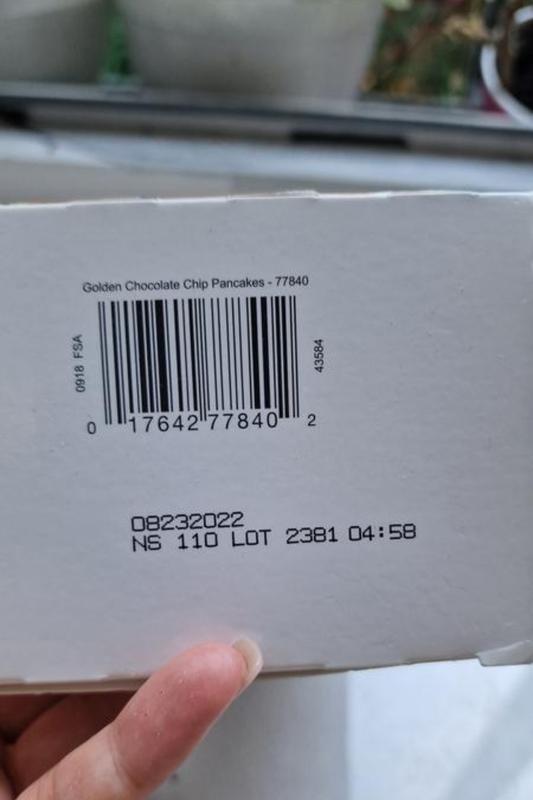 Golden Chocolate Chip Pancakes - 77840
0918 FSA
43584
0 17642 77840 2
08232022
NS 110 LOT 2381 04:58